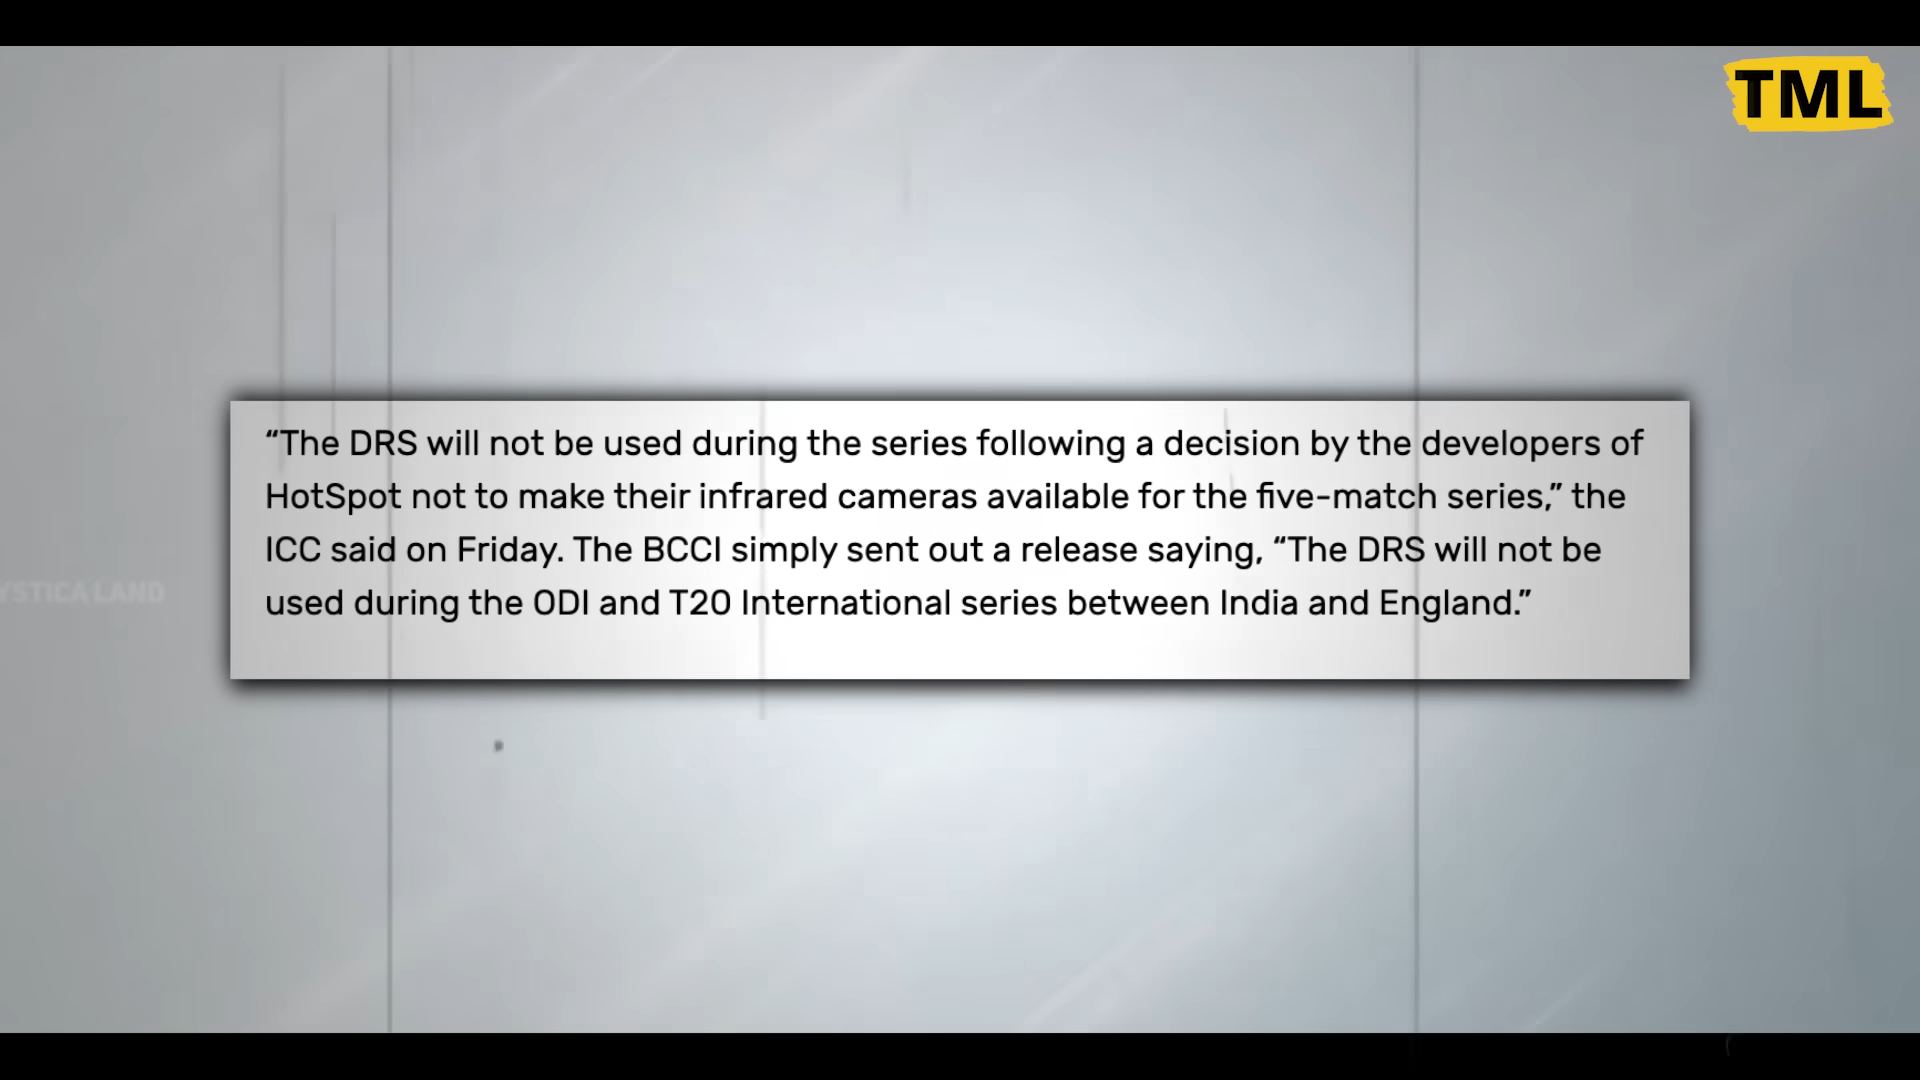 TML
“The DRS will not be used during the series following a decision by the developers of
HotSpot not to make their infrared cameras available for the five-match series,” the
ICC said on Friday. The BCCI simply sent out a release saying, “The DRS will not be
used during the ODI and T20 International series between India and England.”
YSTICA LAND